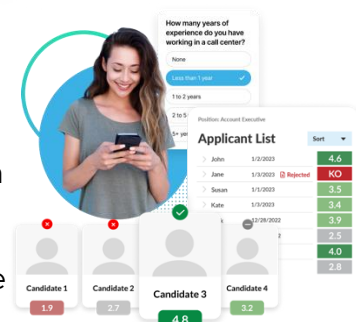 How many years of
experience do you have
working in a call center?
None
Less than 1 year
1 to 2 years
2 to 5
5+ yea
Position: Account Executive
Applicant List
Sort
John 1/2/2023 4.6
Jane 1/3/2023 Rejected KO
Susan 1/1/2023 3.5
Kate 1/3/2023 3.4
12/28/2022 3.9
2 2.5
4.0
2.8
Candidate 1
1.9
Candidate 2
2.7
Candidate 3
4.8
Candidate 4
3.2